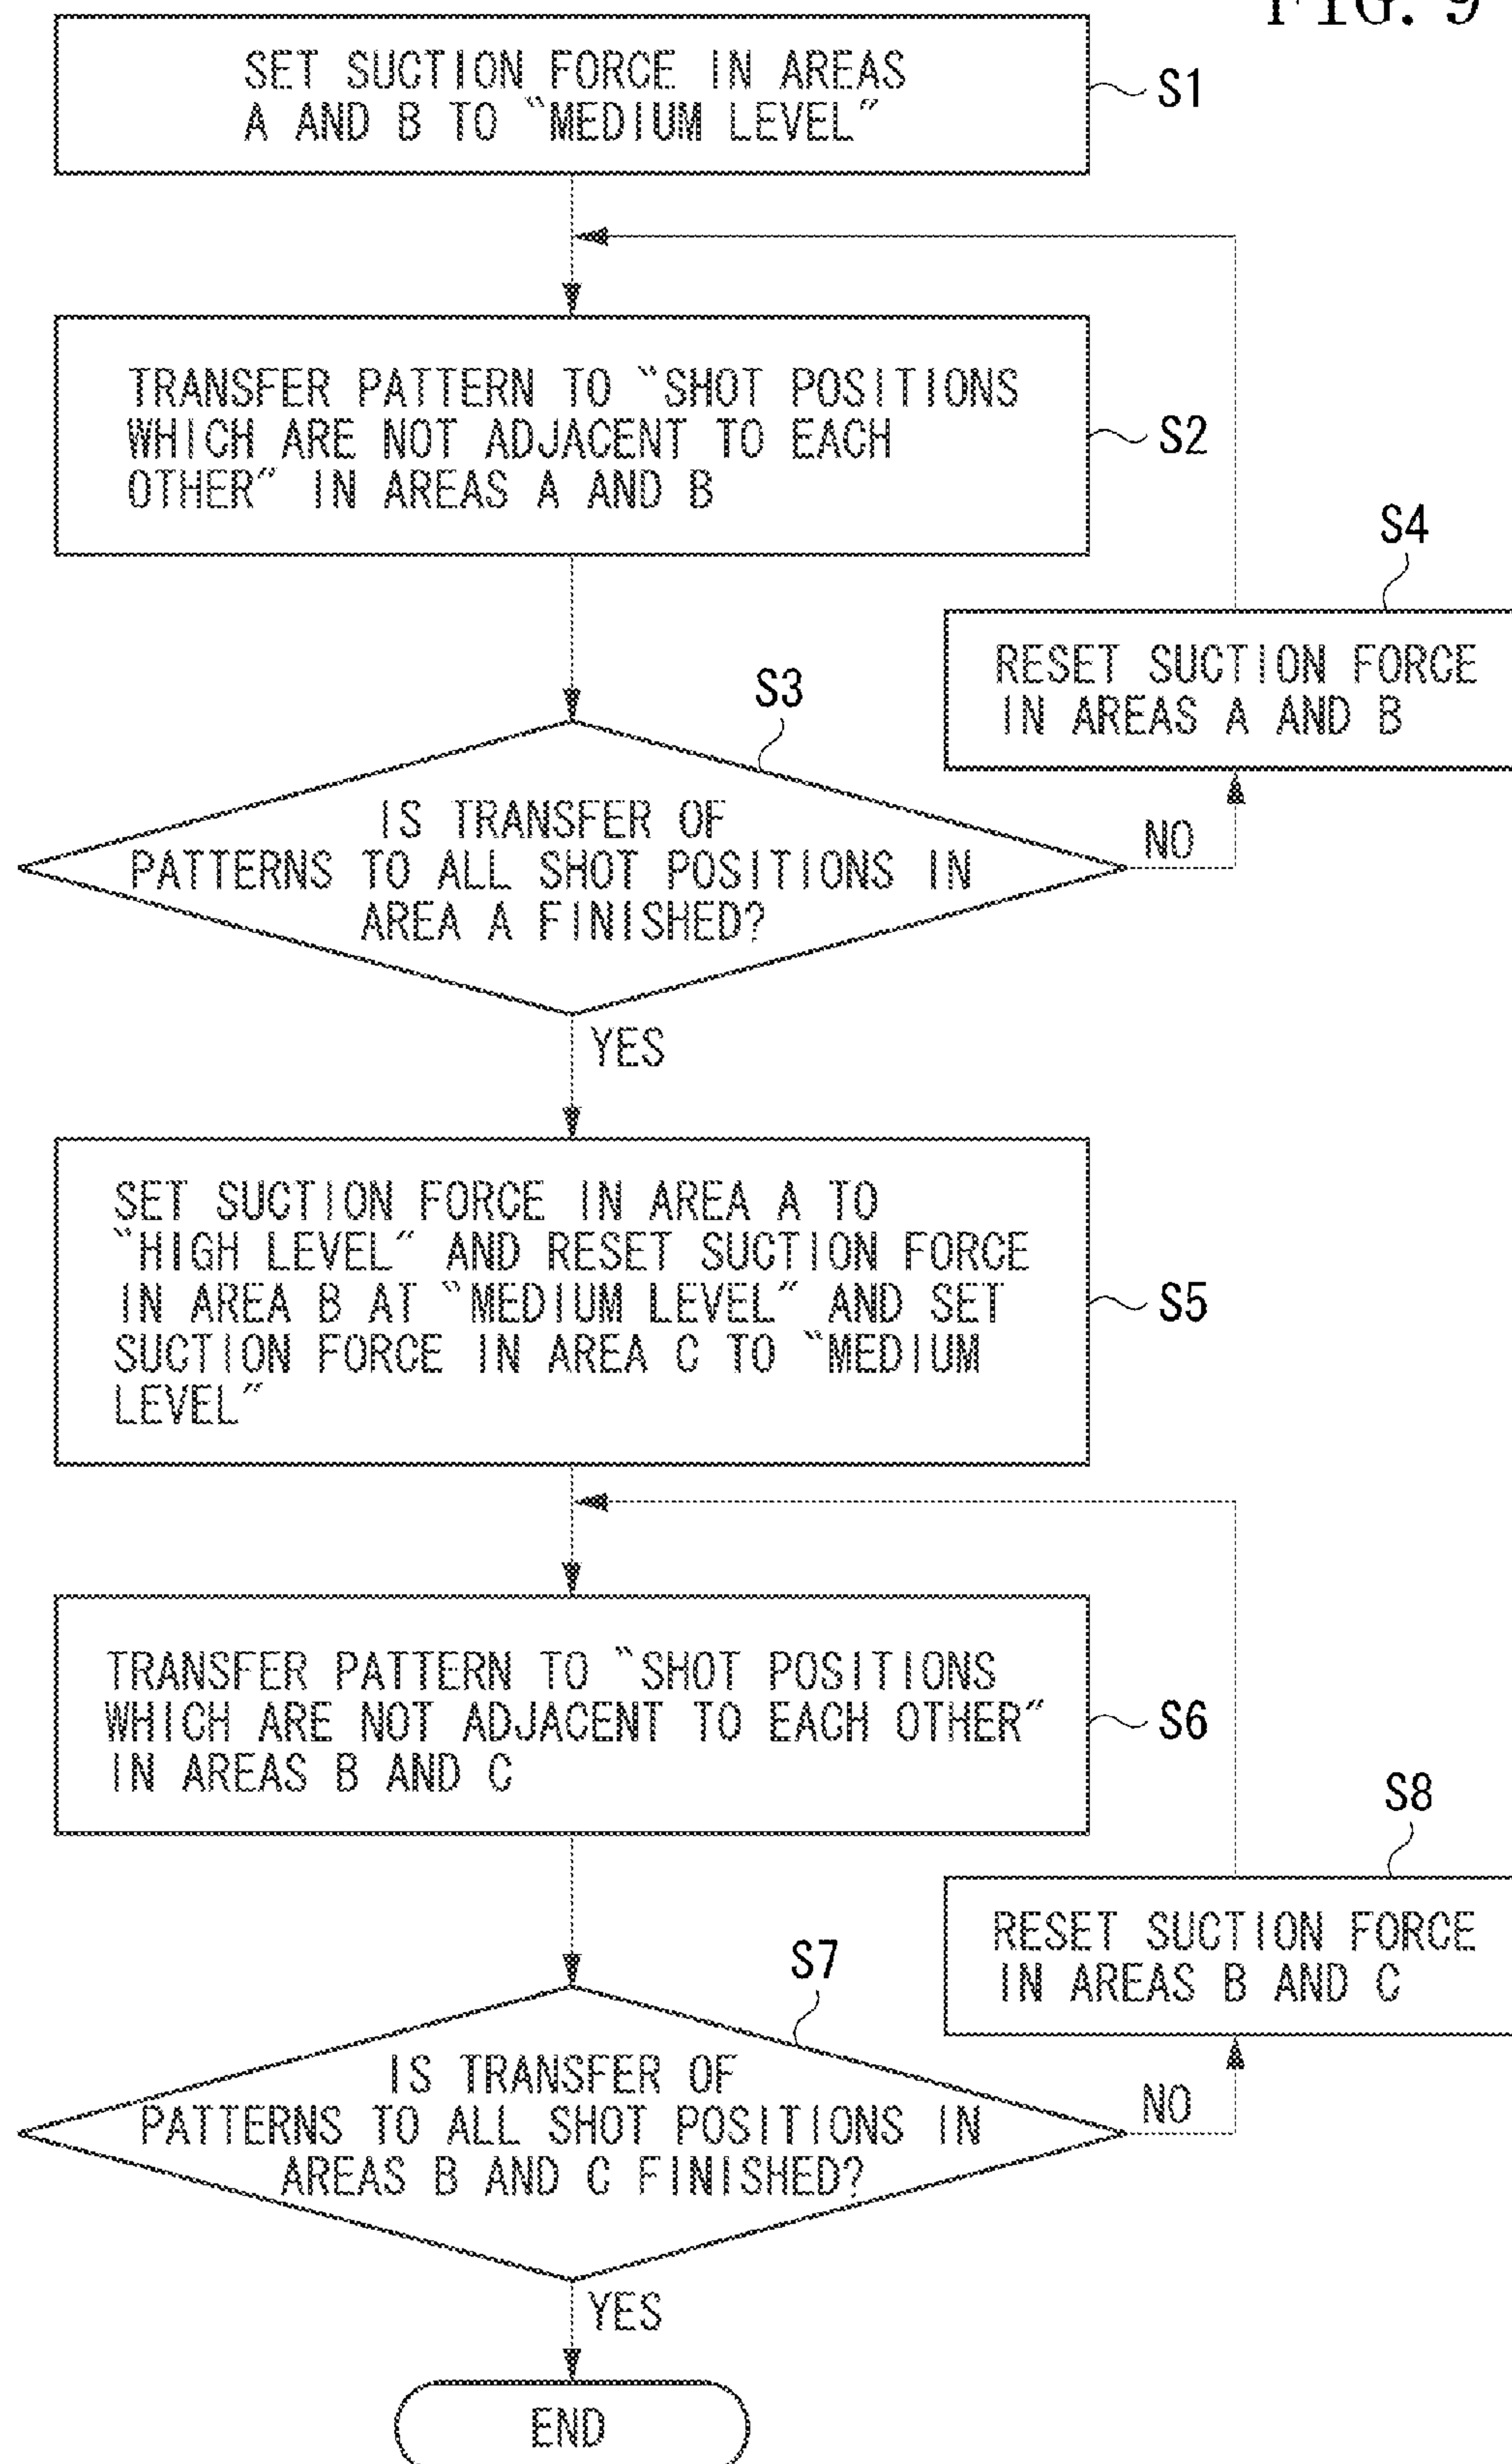 FIG. 9
SET SUCTION FORCE IN AREAS
A AND B TO "MEDIUM LEVEL"
S1
TRANSFER PATTERN TO "SHOT POSITIONS
WHICH ARE NOT ADJACENT TO EACH
OTHER" IN AREAS A AND B
S2
S4
RESET SUCTION FORCE
IN AREAS A AND B
S3
IS TRANSFER OF
PATTERNS TO ALL SHOT POSITIONS IN
AREA A FINISHED?
NO
YES
SET SUCTION FORCE IN AREA A TO
"HIGH LEVEL" AND RESET SUCTION FORCE
IN AREA B AT "MEDIUM LEVEL" AND SET
SUCTION FORCE IN AREA C TO "MEDIUM
LEVEL"
S5
TRANSFER PATTERN TO "SHOT POSITIONS
WHICH ARE NOT ADJACENT TO EACH OTHER"
IN AREAS B AND C
S6
S8
RESET SUCTION FORCE
IN AREAS B AND C
S7
IS TRANSFER OF
PATTERNS TO ALL SHOT POSITIONS IN
AREAS B AND C FINISHED?
NO
YES
END